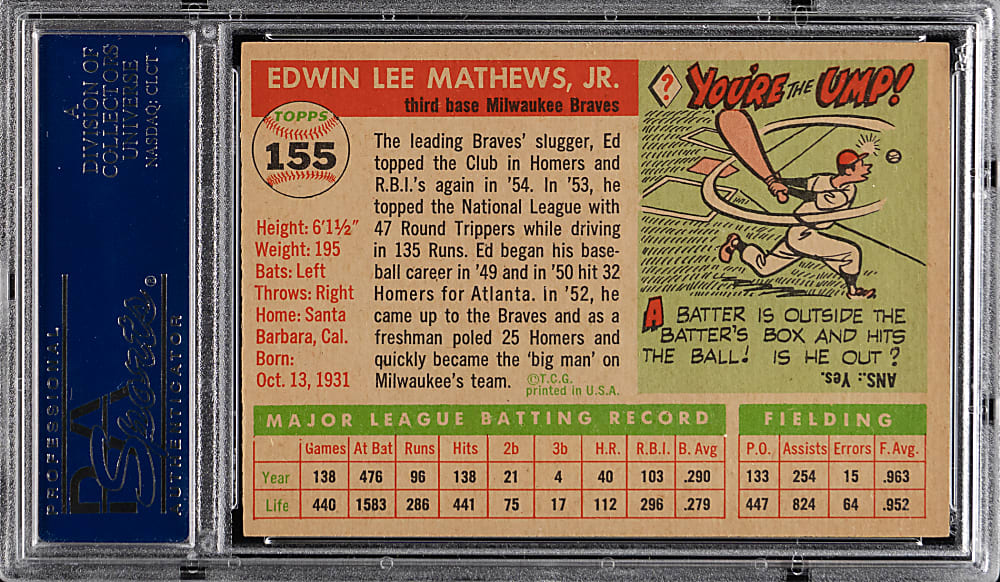 A
DIVISION OF
COLLECTORS
UNIVERSE
NASDAQ: CLCT
PROFESSIONAL
PSA
Sports
AUTHENTICATOR
EDWIN LEE MATHEWS, JR.
third base Milwaukee Braves
TOPPS
155
Height: 6'1½"
Weight: 195
Bats: Left
Throws: Right
Home: Santa
Barbara, Cal.
Born:
Oct. 13, 1931
The leading Braves' slugger, Ed
topped the Club in Homers and
R.B.I.'s again in '54. In '53, he
topped the National League with
47 Round Trippers while driving
in 135 Runs. Ed began his base-
ball career in '49 and in '50 hit 32
Homers for Atlanta. In '52, he
came up to the Braves and as a
freshman poled 25 Homers and
quickly became the 'big man' on
Milwaukee's team.
©T.C.G.
printed in U.S.A.
? YOU'RE THE UMP!
A BATTER IS OUTSIDE THE
BATTER'S BOX AND HITS
THE BALL! IS HE OUT?
ANS.: Yes.
MAJOR LEAGUE BATTING RECORD
Games At Bat Runs Hits 2b 3b H.R. R.B.I. B. Avg
Year 138 476 96 138 21 4 40 103 .290
Life 440 1583 286 441 75 17 112 296 .279
FIELDING
P.O. Assists Errors F. Avg.
133 254 15 .963
447 824 64 .952